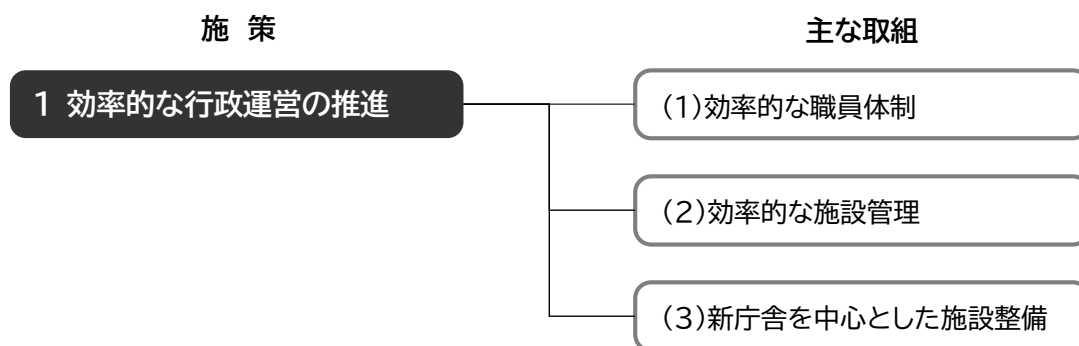 施 策
主な取組
1 効率的な行政運営の推進
(1)効率的な職員体制
(2)効率的な施設管理
(3)新庁舎を中心とした施設整備